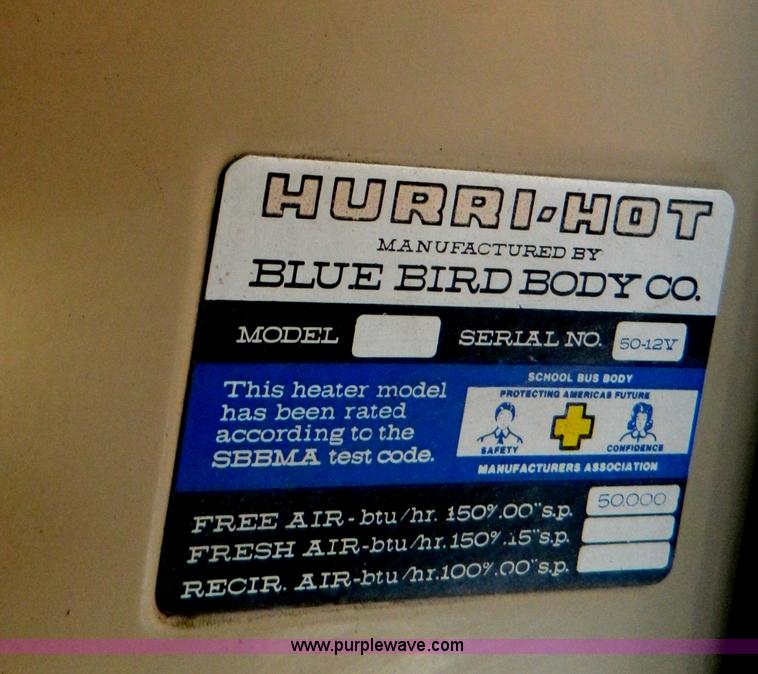 HURRI-HOT
MANUFACTURED BY
BLUE BIRD BODY CO.
MODEL SERIAL NO. 50-12V
This heater model
has been rated
according to the
SBBMA test code.
SCHOOL BUS BODY
PROTECTING AMERICAS FUTURE
SAFETY CONFIDENCE
MANUFACTURERS ASSOCIATION
FREE AIR-btu/hr. 150°.00"s.p. 50,000
FRESH AIR-btu/hr.150°.15"s.p.
RECIR. AIR-btu/hr.100°.00"s.p.
www.purplewave.com